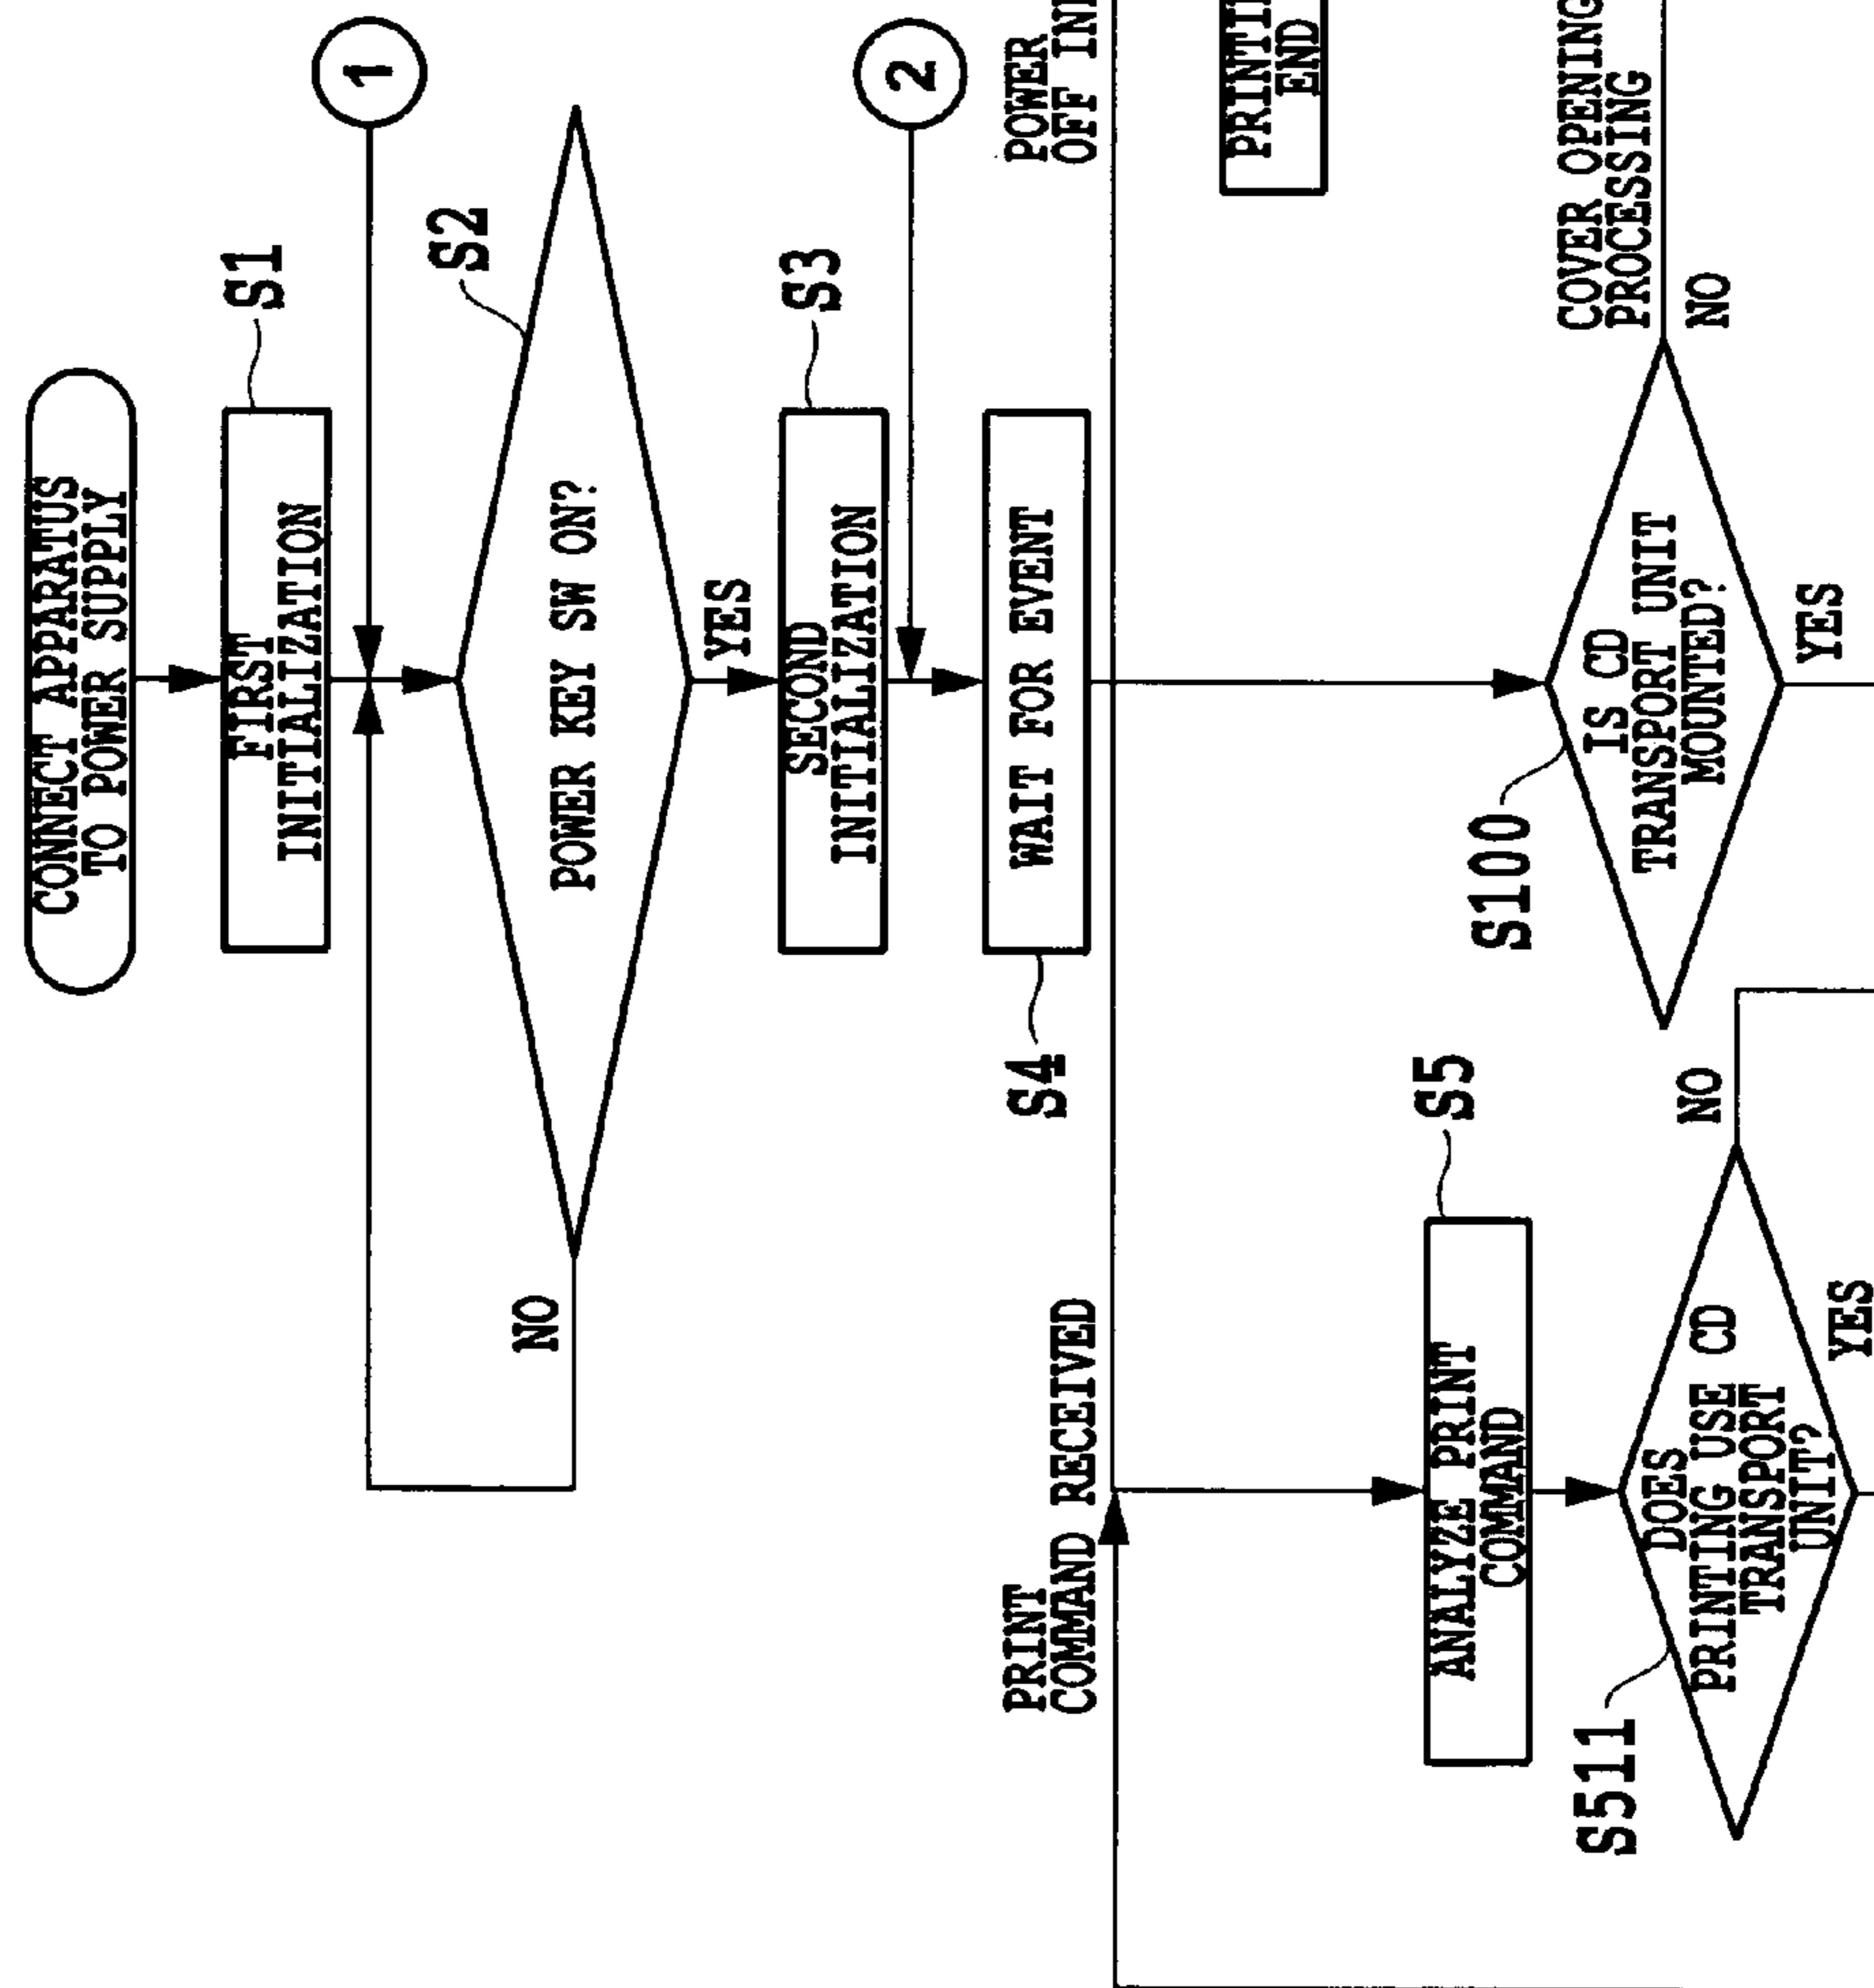 CONNECT APPARATUS
TO POWER SUPPLY
S1
FIRST
INITIALIZATION
1
S2
POWER KEY SW ON?
NO
YES
S3
SECOND
INITIALIZATION
2
S4
WAIT FOR EVENT
PRINT
COMMAND RECEIVED
POWER
OFF
END
S5
ANALYZE PRINT
COMMAND
S511
DOES
PRINTING USE CD
TRANSPORT
UNIT?
NO
YES
S100
IS CD
TRANSPORT UNIT
MOUNTED?
COVER OPENING
PROCESSING
NO
YES